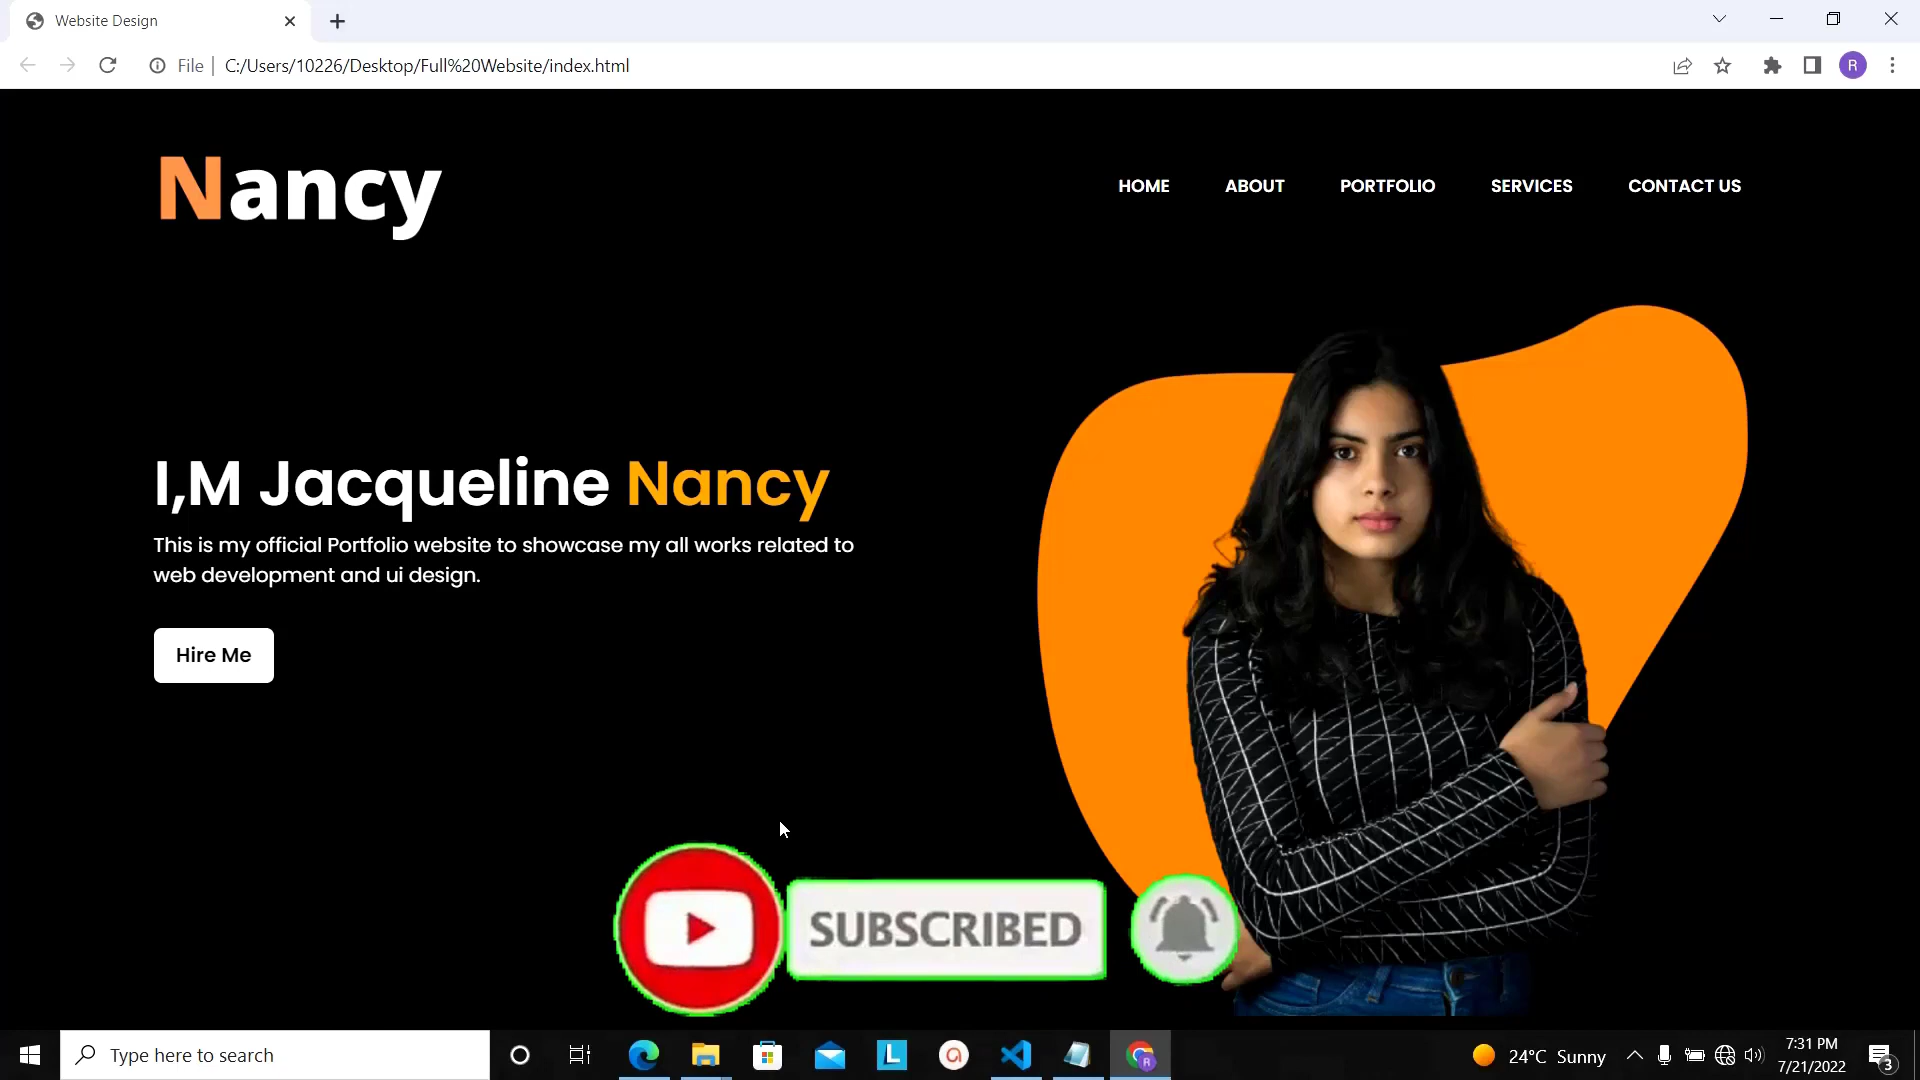 Website Design
File
C:/Users/10226/Desktop/Full%20Website/index.html
R
Nancy
HOME
ABOUT
PORTFOLIO
SERVICES
CONTACT US
I,M Jacqueline Nancy
This is my official Portfolio website to showcase my all works related to
web development and ui design.
Hire Me
SUBSCRIBED
Type here to search
L
a
R
24°C Sunny
7:31 PM
7/21/2022
3